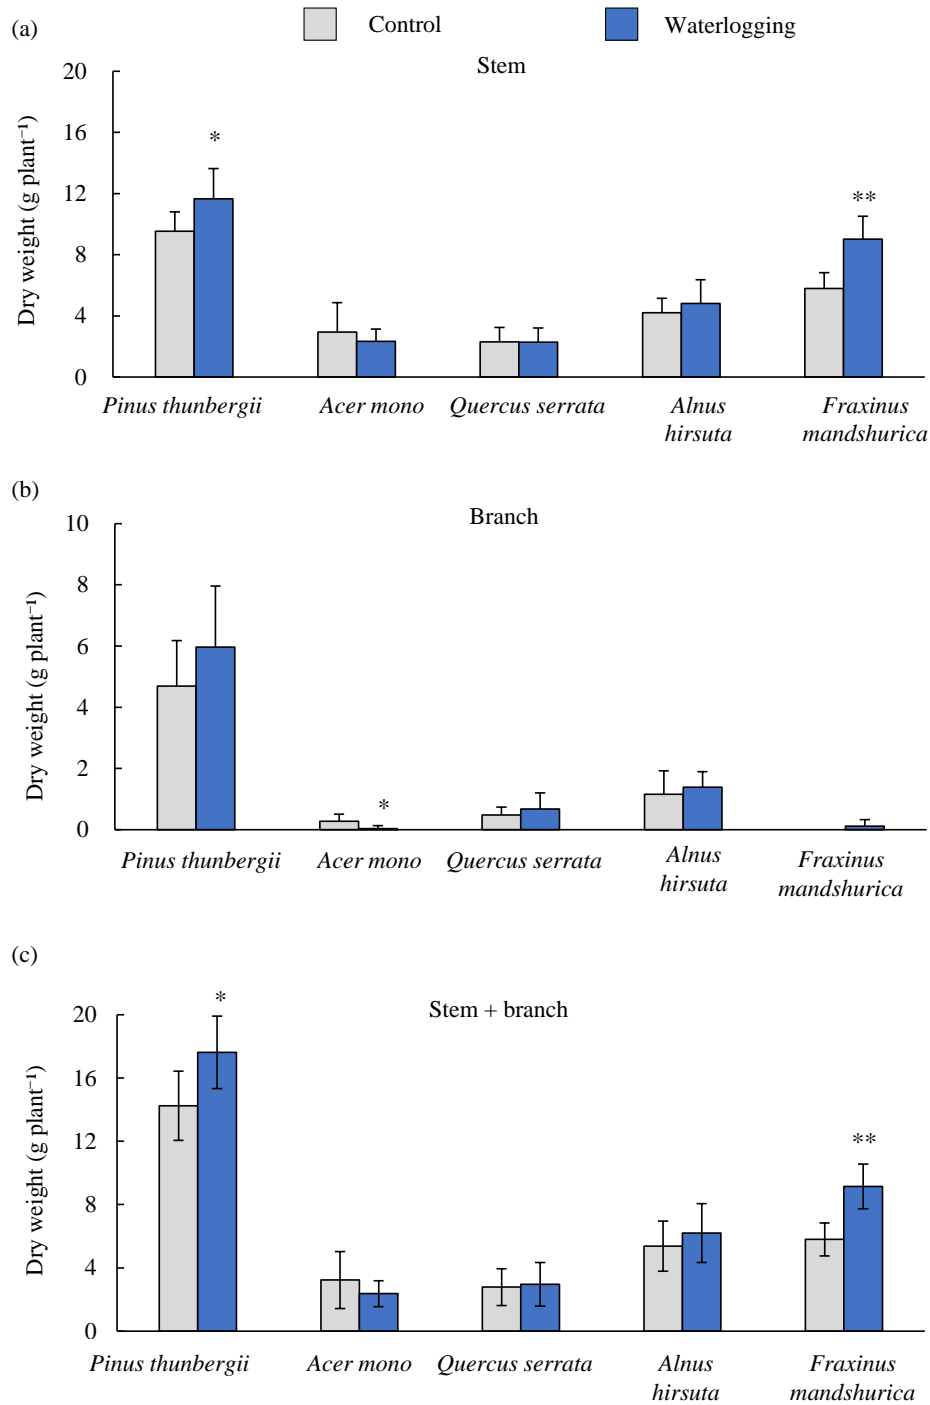 (a)
Control
Waterlogging
Stem
20
16
12
8
4
0
Dry weight (g plant⁻¹)
*
**
Pinus thunbergii
Acer mono
Quercus serrata
Alnus
hirsuta
Fraxinus
mandshurica
(b)
Branch
10
8
6
4
2
0
Dry weight (g plant⁻¹)
*
Pinus thunbergii
Acer mono
Quercus serrata
Alnus
hirsuta
Fraxinus
mandshurica
(c)
Stem + branch
20
16
12
8
4
0
Dry weight (g plant⁻¹)
*
**
Pinus thunbergii
Acer mono
Quercus serrata
Alnus
hirsuta
Fraxinus
mandshurica